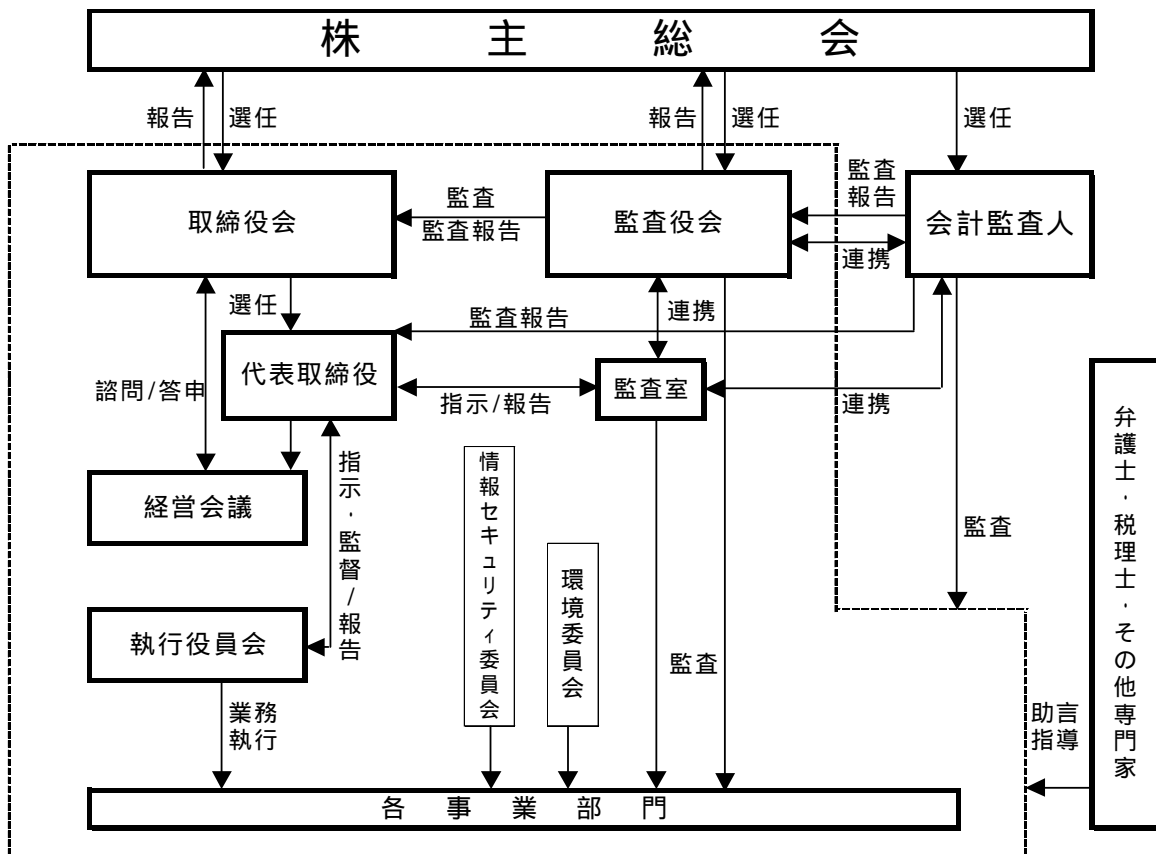 株主総会
報告
選任
報告
選任
選任
取締役会
監査
監査報告
監査役会
監査
報告
連携
会計監査人
選任
監査報告
連携
代表取締役
指示/報告
監査室
連携
諮問/答申
経営会議
指示・監督/報告
情報セキュリティ委員会
環境委員会
監査
監査
執行役員会
業務
執行
助言
指導
弁護士・税理士・その他専門家
各事業部門